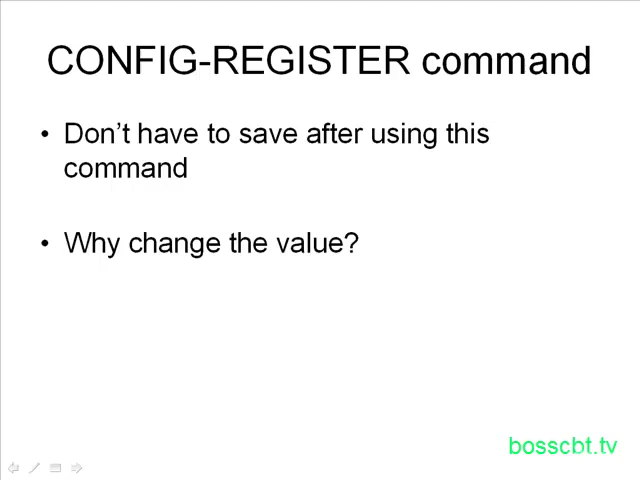 CONFIG-REGISTER command
• Don't have to save after using this
command
• Why change the value?
bosscbt.tv